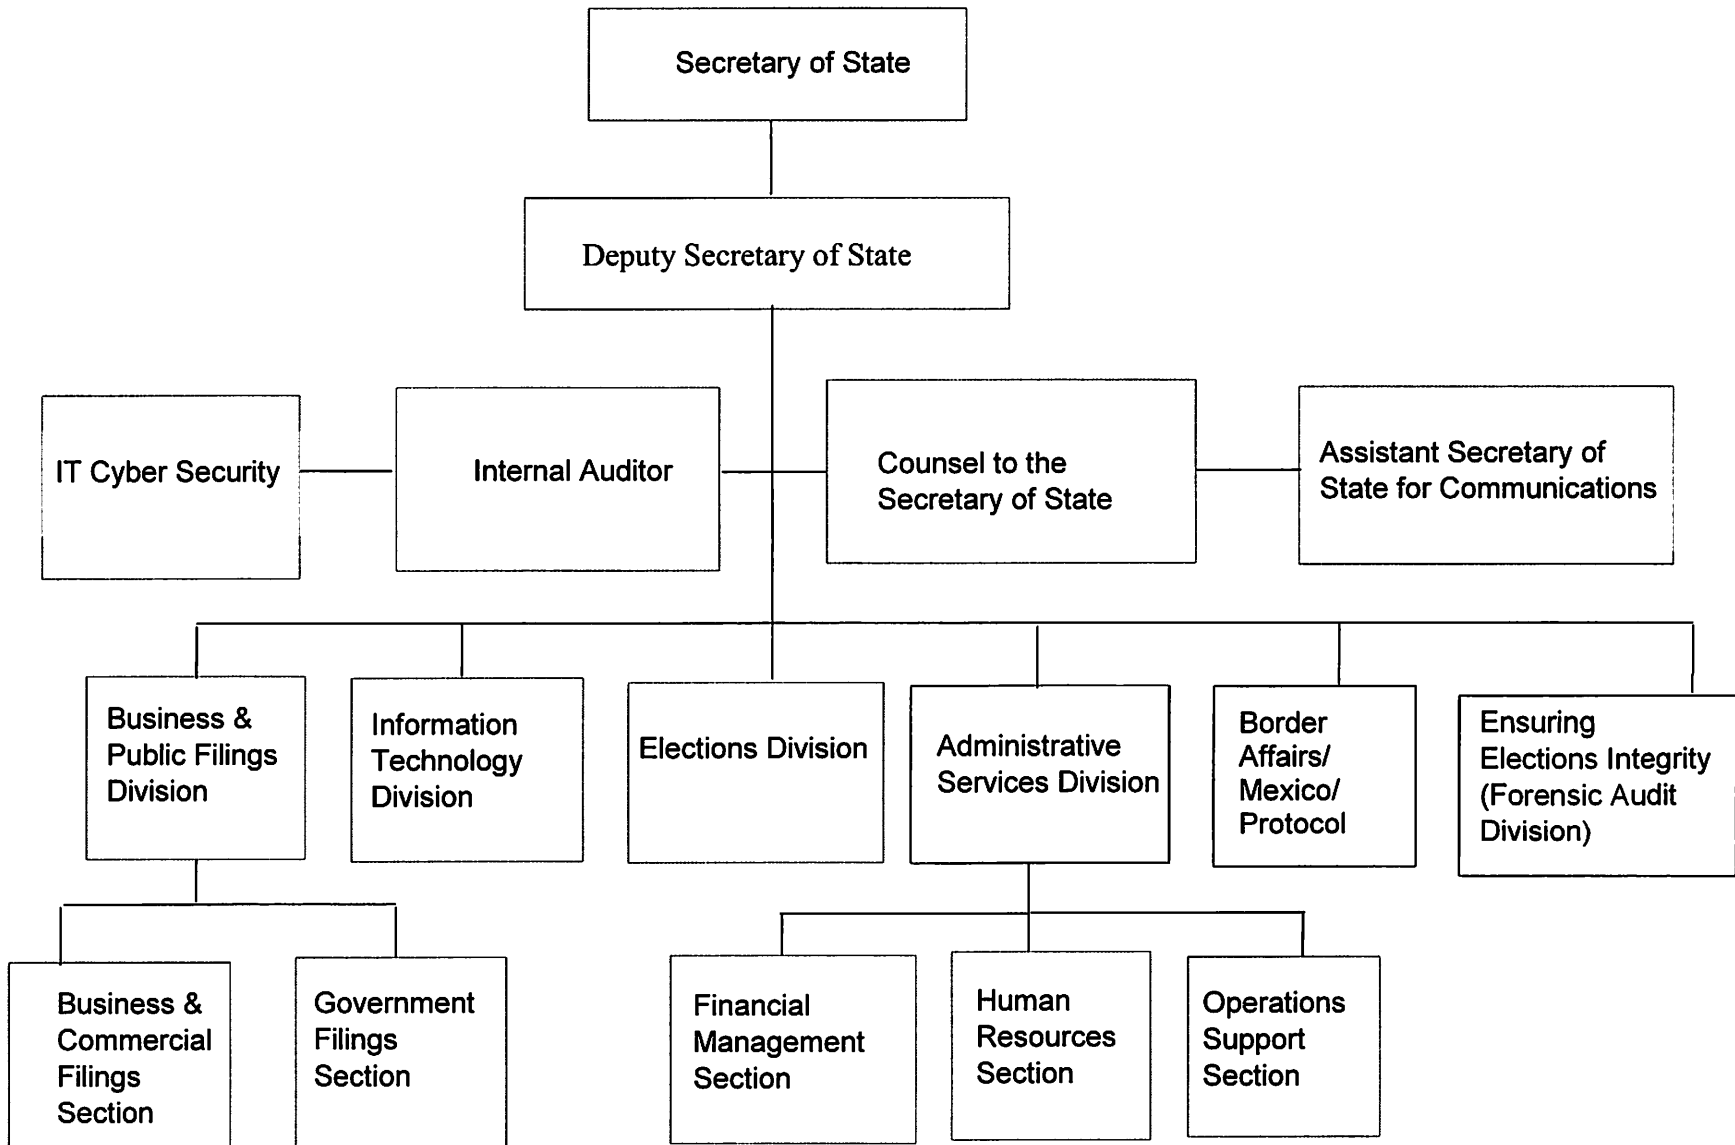 Secretary of State
Deputy Secretary of State
IT Cyber Security
Internal Auditor
Counsel to the
Secretary of State
Assistant Secretary of
State for Communications
Business &
Public Filings
Division
Information
Technology
Division
Elections Division
Administrative
Services Division
Border
Affairs/
Mexico/
Protocol
Ensuring
Elections Integrity
(Forensic Audit
Division)
Business &
Commercial
Filings
Section
Government
Filings
Section
Financial
Management
Section
Human
Resources
Section
Operations
Support
Section